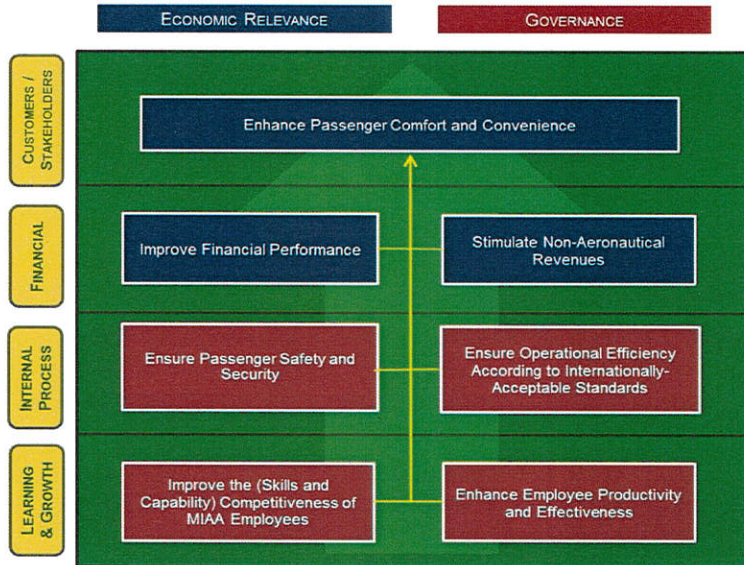 ECONOMIC RELEVANCE
GOVERNANCE
CUSTOMERS /
STAKEHOLDERS
Enhance Passenger Comfort and Convenience
FINANCIAL
Improve Financial Performance
Stimulate Non-Aeronautical
Revenues
INTERNAL
PROCESS
Ensure Passenger Safety and
Security
Ensure Operational Efficiency
According to Internationally-
Acceptable Standards
LEARNING
& GROWTH
Improve the (Skills and
Capability) Competitiveness of
MIAA Employees
Enhance Employee Productivity
and Effectiveness